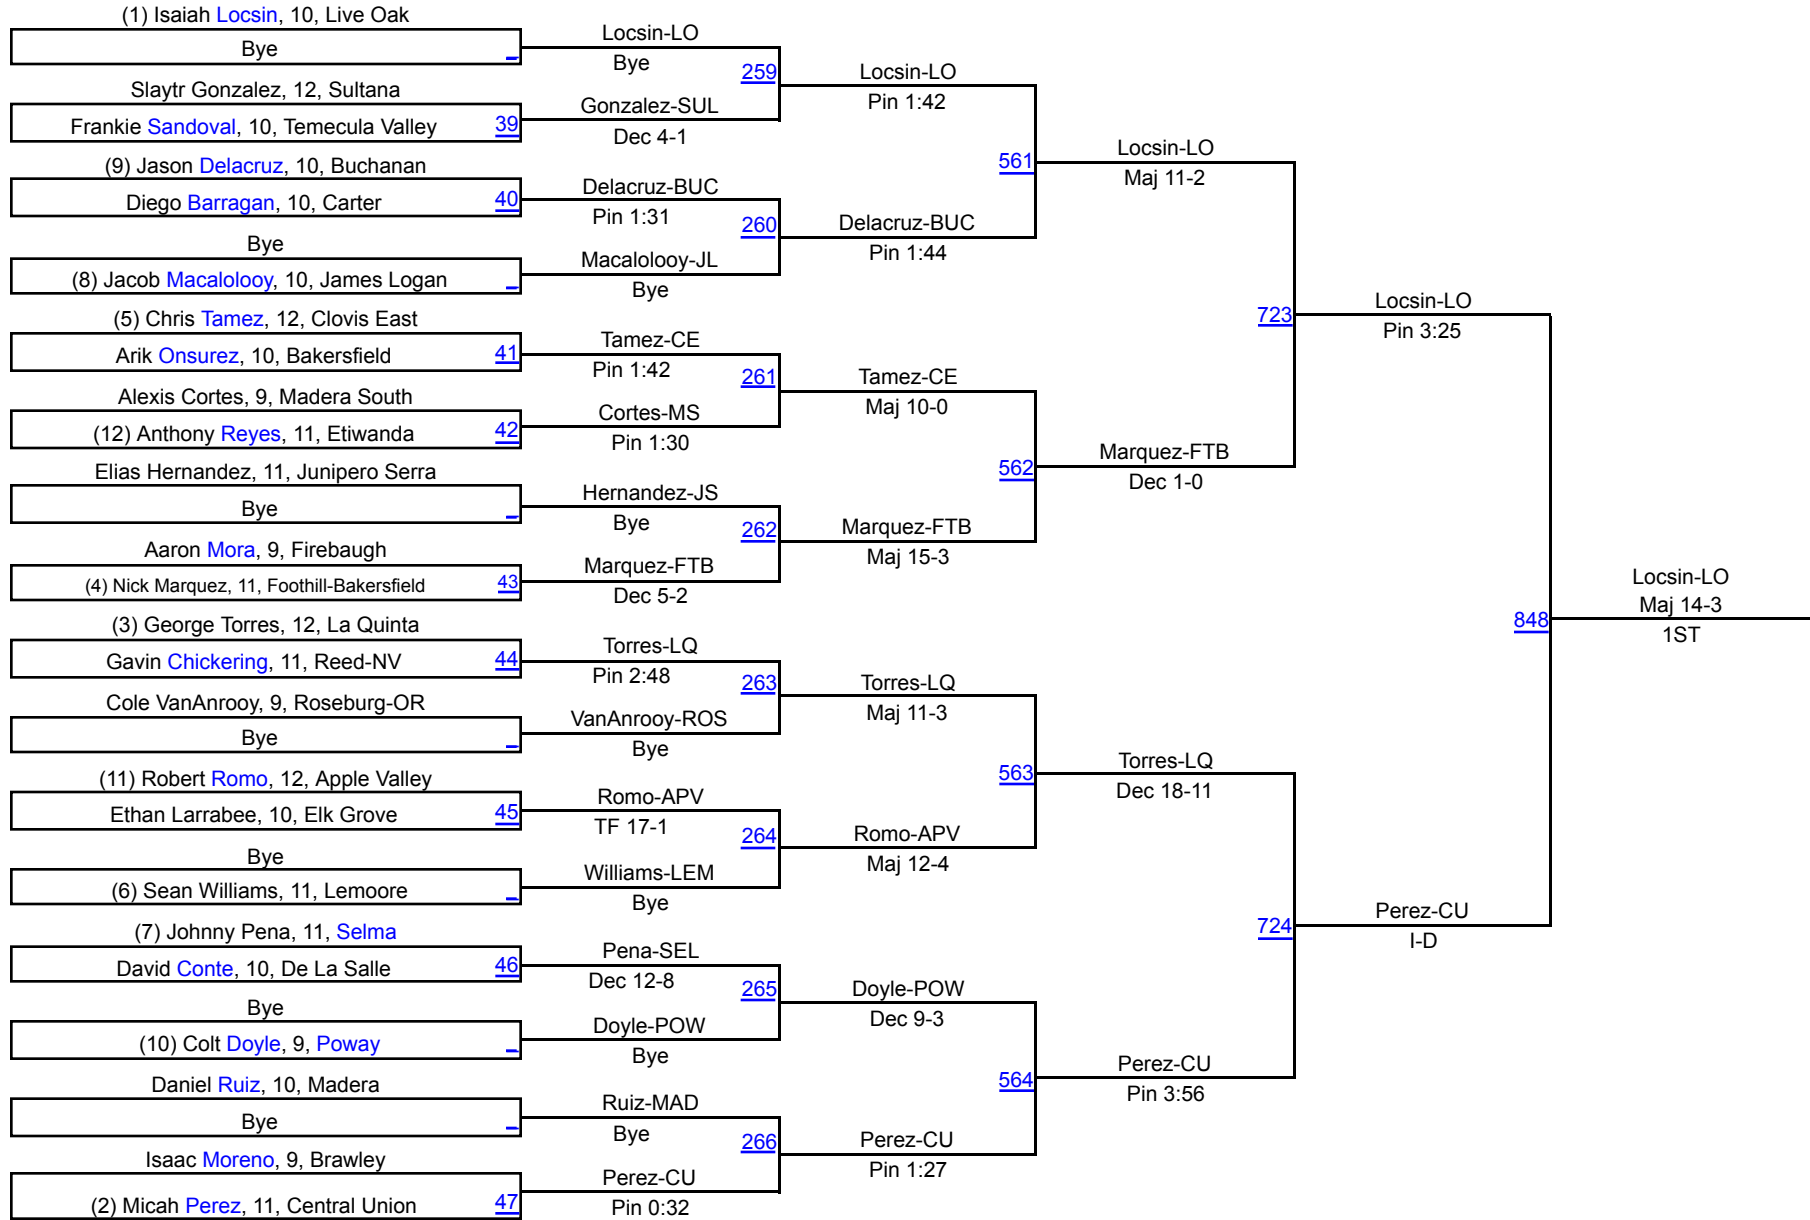 (1) Isaiah Locsin, 10, Live Oak
Bye
Slaytr Gonzalez, 12, Sultana
Frankie Sandoval, 10, Temecula Valley 39
(9) Jason Delacruz, 10, Buchanan
Diego Barragan, 10, Carter 40
Bye
(8) Jacob Macalolooy, 10, James Logan
(5) Chris Tamez, 12, Clovis East
Arik Onsurez, 10, Bakersfield 41
Alexis Cortes, 9, Madera South
(12) Anthony Reyes, 11, Etiwanda 42
Elias Hernandez, 11, Junipero Serra
Bye
Aaron Mora, 9, Firebaugh
(4) Nick Marquez, 11, Foothill-Bakersfield 43
(3) George Torres, 12, La Quinta
Gavin Chickering, 11, Reed-NV 44
Cole VanAnrooy, 9, Roseburg-OR
Bye
(11) Robert Romo, 12, Apple Valley
Ethan Larrabee, 10, Elk Grove 45
Bye
(6) Sean Williams, 11, Lemoore
(7) Johnny Pena, 11, Selma
David Conte, 10, De La Salle 46
Bye
(10) Colt Doyle, 9, Poway
Daniel Ruiz, 10, Madera
Bye
Isaac Moreno, 9, Brawley
(2) Micah Perez, 11, Central Union 47
Locsin-LO
Bye
259
Gonzalez-SUL
Dec 4-1
Delacruz-BUC
Pin 1:31
260
Macalolooy-JL
Bye
Tamez-CE
Pin 1:42
261
Cortes-MS
Pin 1:30
Hernandez-JS
Bye
262
Marquez-FTB
Dec 5-2
Torres-LQ
Pin 2:48
263
VanAnrooy-ROS
Bye
Romo-APV
TF 17-1
264
Williams-LEM
Bye
Pena-SEL
Dec 12-8
265
Doyle-POW
Bye
Ruiz-MAD
Bye
266
Perez-CU
Pin 0:32
Locsin-LO
Pin 1:42
561
Delacruz-BUC
Pin 1:44
Tamez-CE
Maj 10-0
562
Marquez-FTB
Maj 15-3
Torres-LQ
Maj 11-3
563
Romo-APV
Maj 12-4
Doyle-POW
Dec 9-3
564
Perez-CU
Pin 1:27
Locsin-LO
Maj 11-2
723
Marquez-FTB
Dec 1-0
Torres-LQ
Dec 18-11
724
Perez-CU
Pin 3:56
Locsin-LO
Pin 3:25
848
Perez-CU
I-D
Locsin-LO
Maj 14-3
1ST